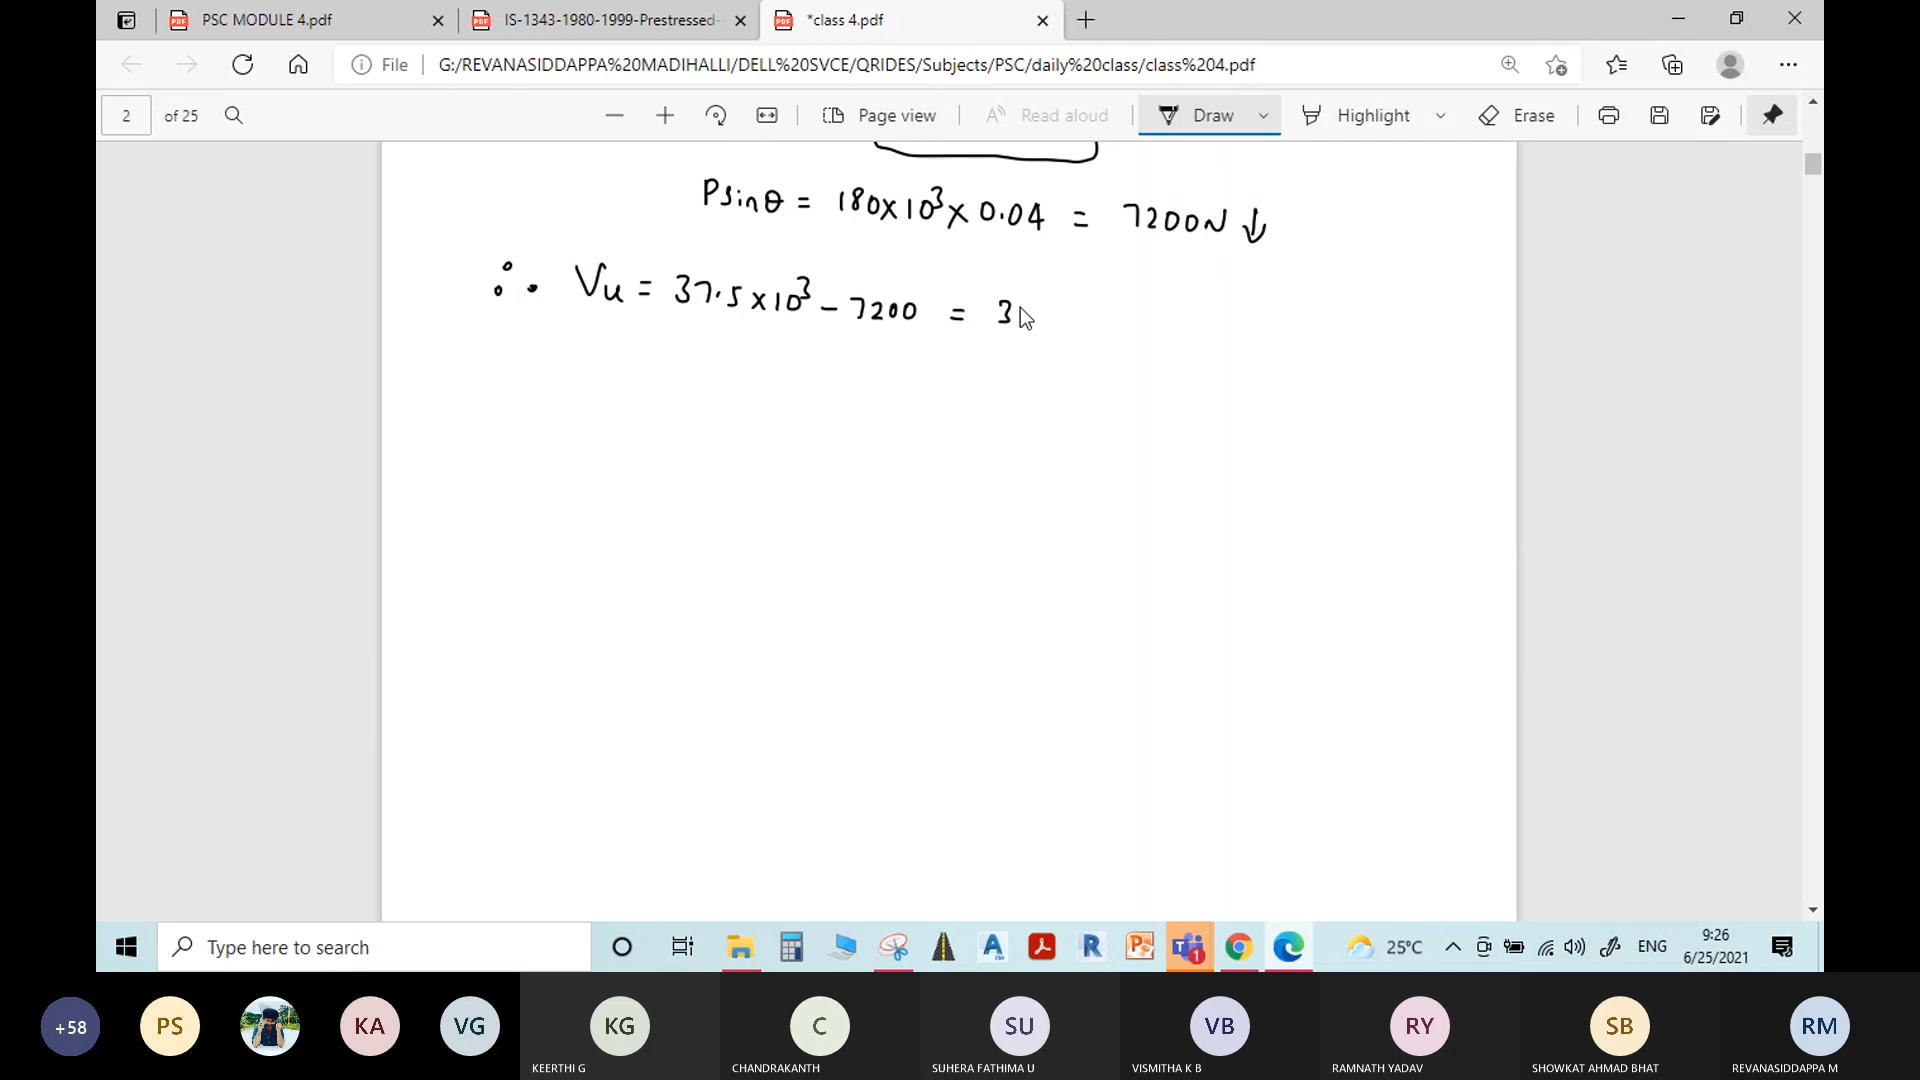 PSC MODULE 4.pdf
IS-1343-1980-1999-Prestressed-
*class 4.pdf
File
G:/REVANASIDDAPPA%20MADIHALLI/DELL%20SVCE/QRIDES/Subjects/PSC/daily%20class/class%204.pdf
2 of 25
Page view
Read aloud
Draw
Highlight
Erase
Psinθ = 180x10³x 0.04 = 7200N ↓
∴ Vu = 37.5x10³ - 7200 = 3
Type here to search
25°C
ENG
9:26
6/25/2021
1
+58
PS
KA
VG
KG
C
SU
VB
RY
SB
RM
KEERTHI G
CHANDRAKANTH
SUHERA FATHIMA U
VISMITHA K B
RAMNATH YADAV
SHOWKAT AHMAD BHAT
REVANASIDDAPPA M